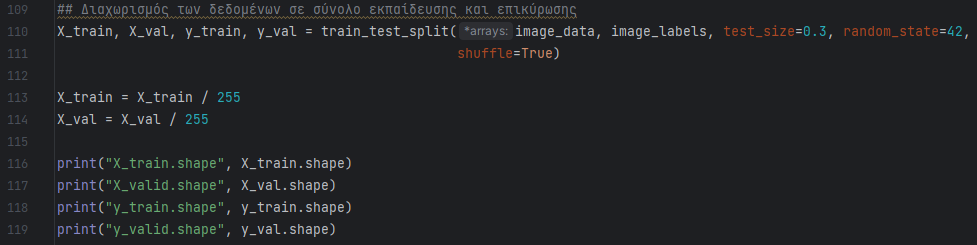 109 ## Διαχωρισμός των δεδομένων σε σύνολο εκπαίδευσης και επικύρωσης
110 X_train, X_val, y_train, y_val = train_test_split( *arrays: image_data, image_labels, test_size=0.3, random_state=42,
111 shuffle=True)
112
113 X_train = X_train / 255
114 X_val = X_val / 255
115
116 print("X_train.shape", X_train.shape)
117 print("X_valid.shape", X_val.shape)
118 print("y_train.shape", y_train.shape)
119 print("y_valid.shape", y_val.shape)